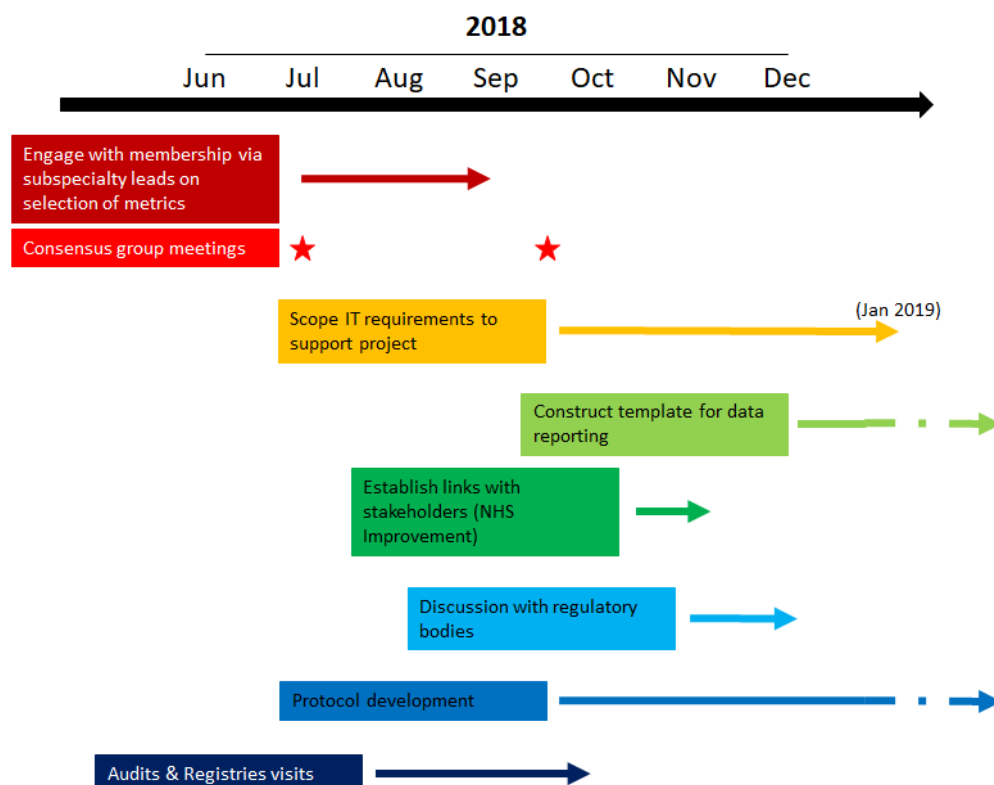 2018
Jun Jul Aug Sep Oct Nov Dec
Engage with membership via
subspecialty leads on
selection of metrics
Consensus group meetings
Scope IT requirements to
support project
(Jan 2019)
Construct template for data
reporting
Establish links with
stakeholders (NHS
Improvement)
Discussion with regulatory
bodies
Protocol development
Audits & Registries visits